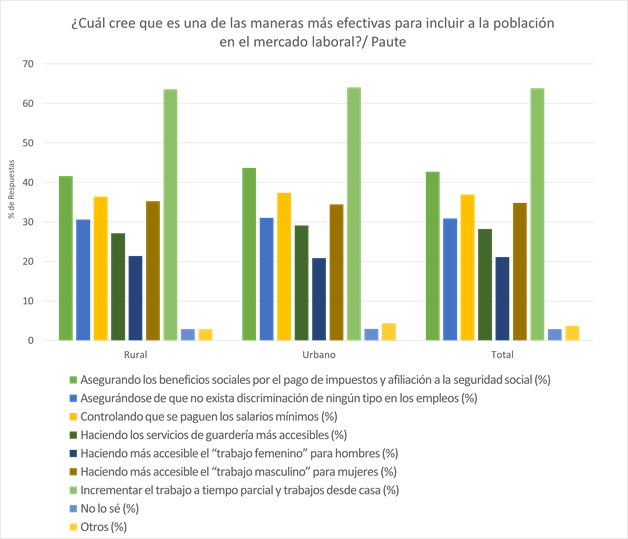 ¿Cuál cree que es una de las maneras más efectivas para incluir a la población
en el mercado laboral?/ Paute
70
60
50
40
30
20
10
0
% de Respuestas
Rural
Urbano
Total
Asegurando los beneficios sociales por el pago de impuestos y afiliación a la seguridad social (%)
Asegurándose de que no exista discriminación de ningún tipo en los empleos (%)
Controlando que se paguen los salarios mínimos (%)
Haciendo los servicios de guardería más accesibles (%)
Haciendo más accesible el “trabajo femenino” para hombres (%)
Haciendo más accesible el “trabajo masculino” para mujeres (%)
Incrementar el trabajo a tiempo parcial y trabajos desde casa (%)
No lo sé (%)
Otros (%)